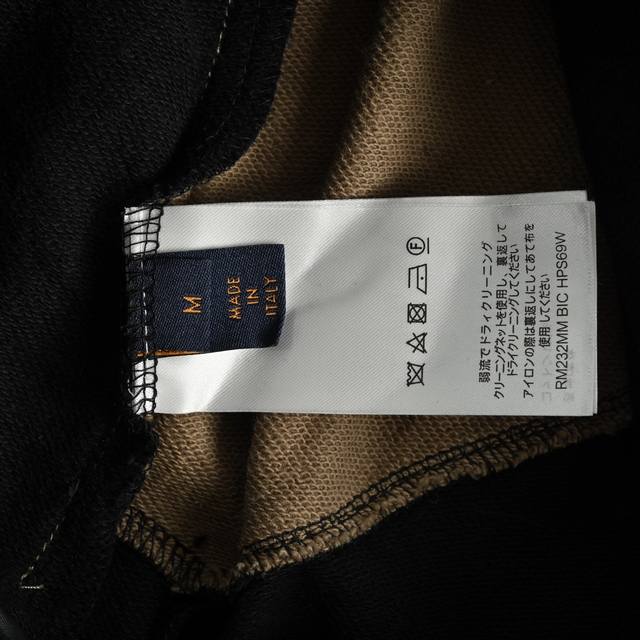 M
MADE
IN
ITALY
弱流でドライクリーニング
クリーニングネットを使用し、裏返して
ドライクリーニングしてください
アイロンの際は裏返しにしてあて布を
使用してください
RM232MM BIC HPS69W